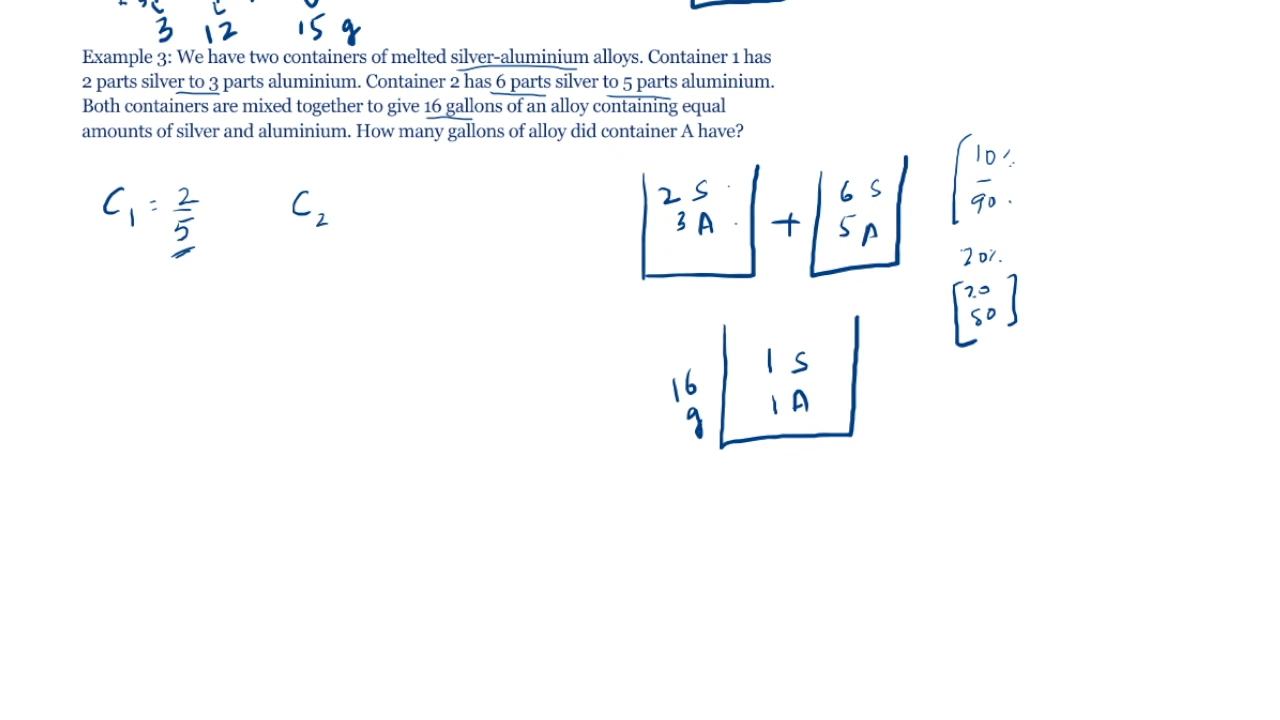 3 12 15 g
Example 3: We have two containers of melted silver-aluminium alloys. Container 1 has
2 parts silver to 3 parts aluminium. Container 2 has 6 parts silver to 5 parts aluminium.
Both containers are mixed together to give 16 gallons of an alloy containing equal
amounts of silver and aluminium. How many gallons of alloy did container A have?
C₁ = 2/5 C₂
2 S
3 A
+
6 S
5 A
10%
90.
20%.
20
50
16 g
1 S
1 A